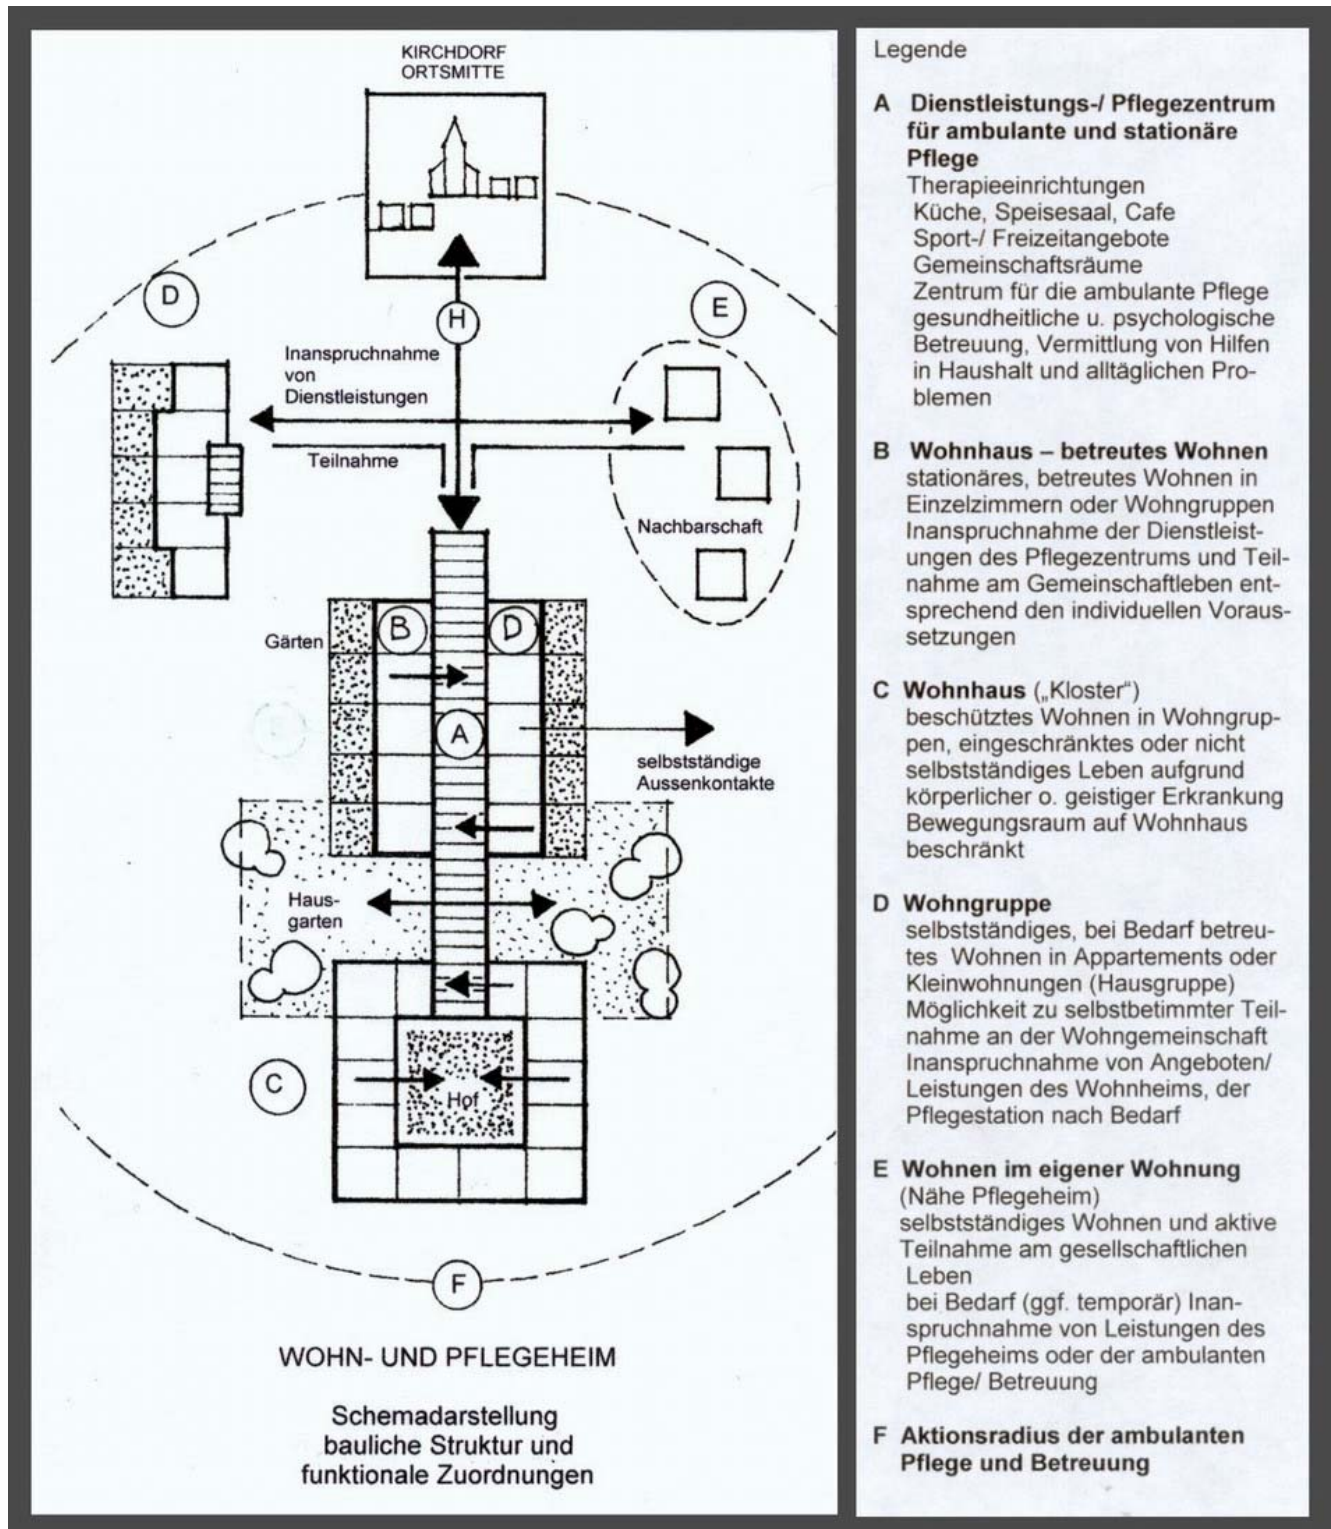 KIRCHDORF
ORTSMITTE
D
H
E
Inanspruchnahme
von
Dienstleistungen
Teilnahme
Nachbarschaft
B
D
Gärten
A
selbstständige
Aussenkontakte
Haus-
garten
C
Hof
F
WOHN- UND PFLEGEHEIM
Schemadarstellung
bauliche Struktur und
funktionale Zuordnungen
Legende
A Dienstleistungs-/ Pflegezentrum
für ambulante und stationäre
Pflege
Therapieeinrichtungen
Küche, Speisesaal, Cafe
Sport-/ Freizeitangebote
Gemeinschaftsräume
Zentrum für die ambulante Pflege
gesundheitliche u. psychologische
Betreuung, Vermittlung von Hilfen
in Haushalt und alltäglichen Pro-
blemen
B Wohnhaus – betreutes Wohnen
stationäres, betreutes Wohnen in
Einzelzimmern oder Wohngruppen
Inanspruchnahme der Dienstleist-
ungen des Pflegezentrums und Teil-
nahme am Gemeinschaftleben ent-
sprechend den individuellen Voraus-
setzungen
C Wohnhaus („Kloster“)
beschütztes Wohnen in Wohngrup-
pen, eingeschränktes oder nicht
selbstständiges Leben aufgrund
körperlicher o. geistiger Erkrankung
Bewegungsraum auf Wohnhaus
beschränkt
D Wohngruppe
selbstständiges, bei Bedarf betreu-
tes Wohnen in Appartements oder
Kleinwohnungen (Hausgruppe)
Möglichkeit zu selbstbetimmter Teil-
nahme an der Wohngemeinschaft
Inanspruchnahme von Angeboten/
Leistungen des Wohnheims, der
Pflegestation nach Bedarf
E Wohnen im eigener Wohnung
(Nähe Pflegeheim)
selbstständiges Wohnen und aktive
Teilnahme am gesellschaftlichen
Leben
bei Bedarf (ggf. temporär) Inan-
spruchnahme von Leistungen des
Pflegeheims oder der ambulanten
Pflege/ Betreuung
F Aktionsradius der ambulanten
Pflege und Betreuung